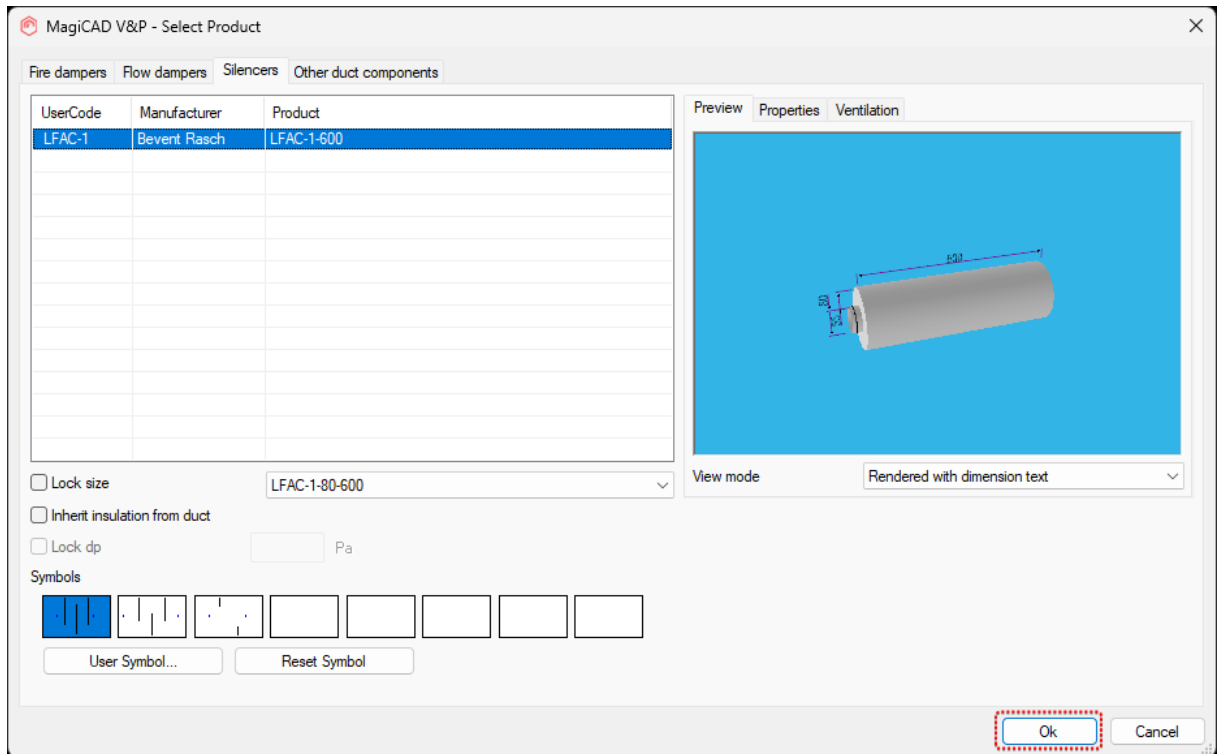 MagiCAD V&P - Select Product
Fire dampers Flow dampers Silencers Other duct components
UserCode Manufacturer Product
LFAC-1 Bevent Rasch LFAC-1-600
Preview Properties Ventilation
View mode Rendered with dimension text
Lock size LFAC-1-80-600
Inherit insulation from duct
Lock dp Pa
Symbols
User Symbol... Reset Symbol
Ok Cancel